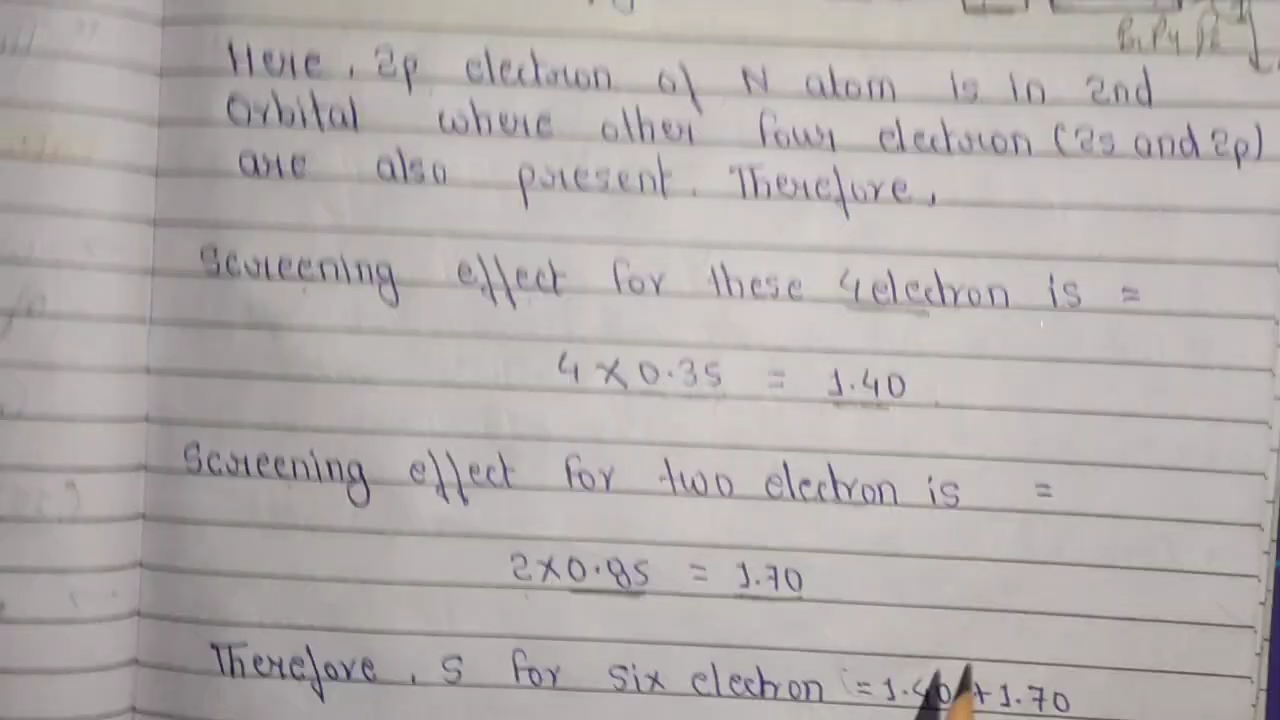 Here, 2p electron of N atom is in 2nd
orbital where other four electron (2s and 2p)
are also present. Therefore,
Screening effect for these 4 electron is =
4 × 0.35 = 1.40
Screening effect for two electron is =
2 × 0.85 = 1.70
Therefore, S for six electron = 1.40 + 1.70